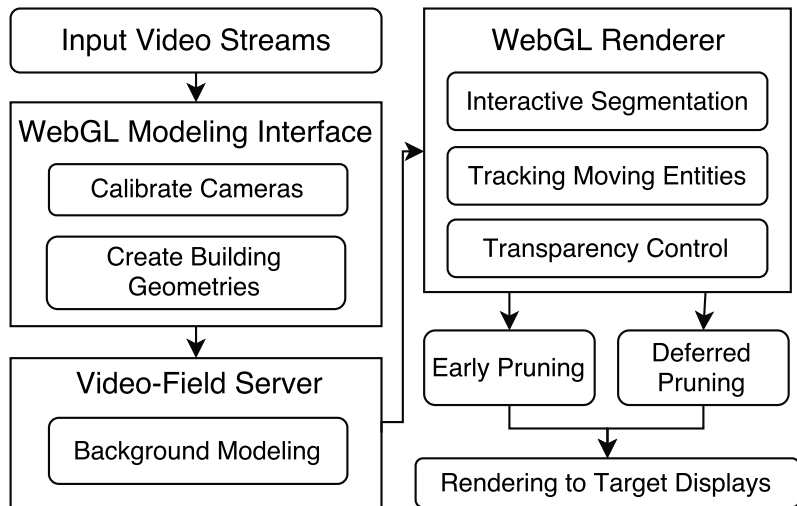 Input Video Streams
WebGL Modeling Interface
Calibrate Cameras
Create Building
Geometries
Video-Field Server
Background Modeling
WebGL Renderer
Interactive Segmentation
Tracking Moving Entities
Transparency Control
Early Pruning
Deferred
Pruning
Rendering to Target Displays